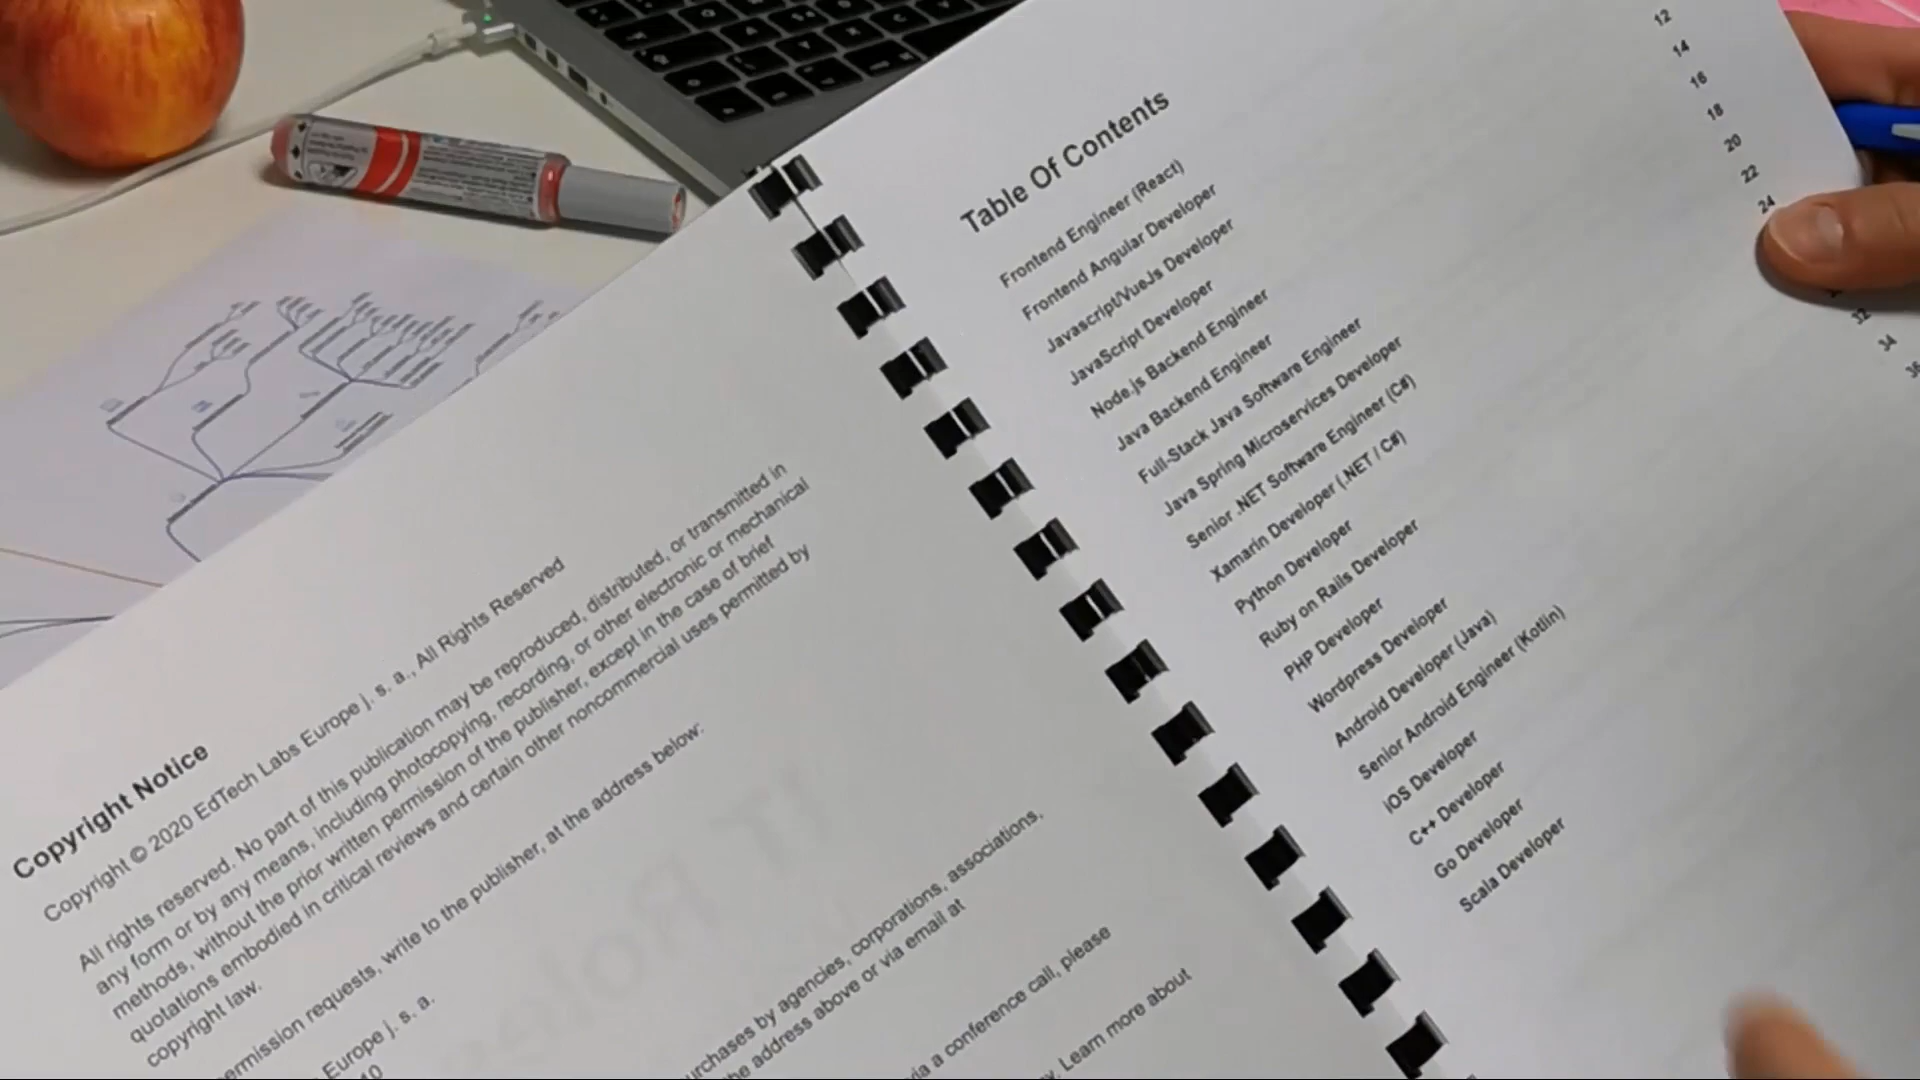 Copyright Notice
Copyright © 2020 EdTech Labs Europe j. s. a., All Rights Reserved
All rights reserved. No part of this publication may be reproduced, distributed, or transmitted in
any form or by any means, including photocopying, recording, or other electronic or mechanical
methods, without the prior written permission of the publisher, except in the case of brief
quotations embodied in critical reviews and certain other noncommercial uses permitted by
copyright law.
ermission requests, write to the publisher, at the address below:
Europe j. s. a.
10
urchases by agencies, corporations, associations,
he address above or via email at
via a conference call, please
Learn more about
Table Of Contents
Frontend Engineer (React)
Frontend Angular Developer
Javascript/VueJs Developer
JavaScript Developer
Node.js Backend Engineer
Java Backend Engineer
Full-Stack Java Software Engineer
Java Spring Microservices Developer
Senior .NET Software Engineer (C#)
Xamarin Developer (.NET / C#)
Python Developer
Ruby on Rails Developer
PHP Developer
Wordpress Developer
Android Developer (Java)
Senior Android Engineer (Kotlin)
iOS Developer
C++ Developer
Go Developer
Scala Developer
12
14
16
18
20
22
24
32
34
36